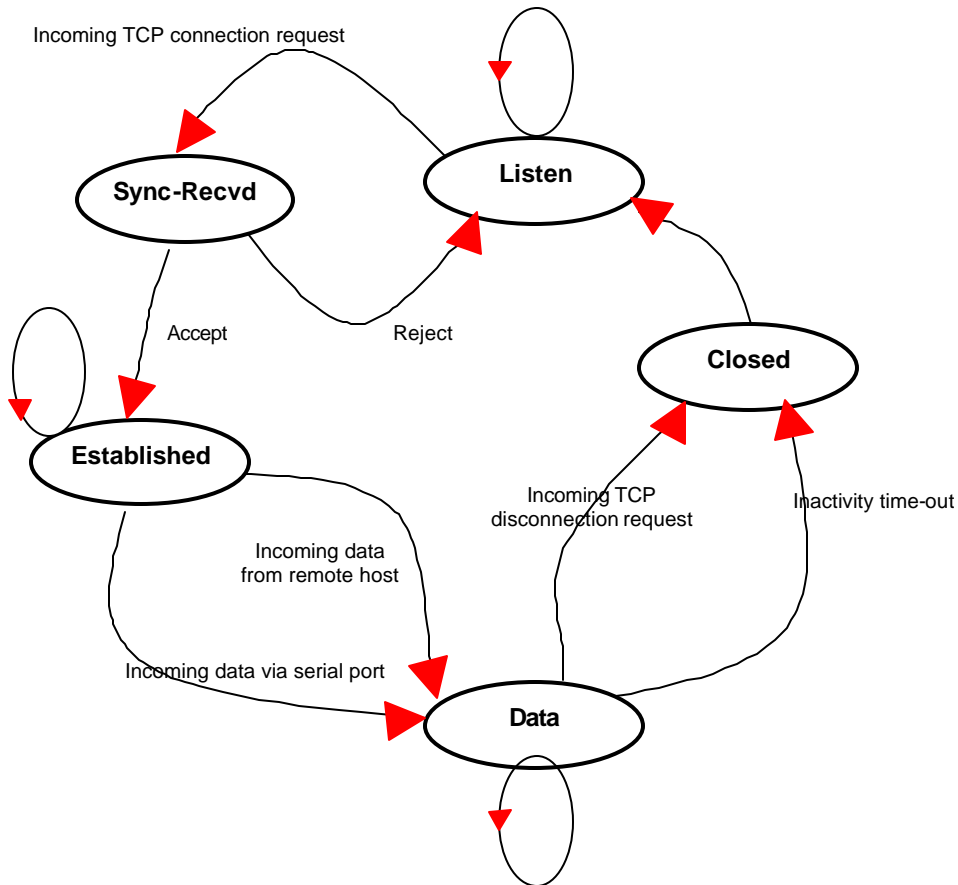 Incoming TCP connection request
Listen
Sync-Recvd
Accept
Reject
Closed
Established
Incoming TCP
disconnection request
Inactivity time-out
Incoming data
from remote host
Incoming data via serial port
Data